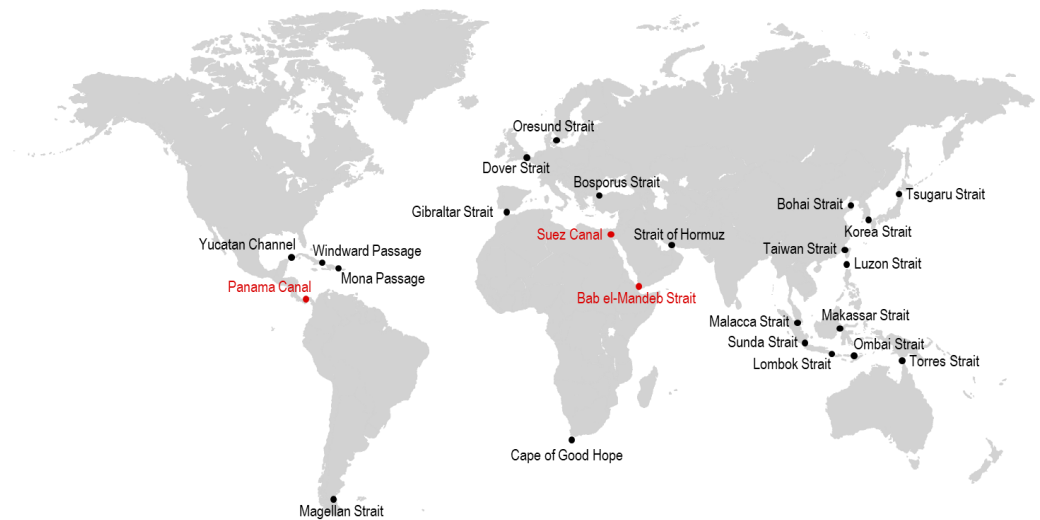 Oresund Strait
Dover Strait
Bosporus Strait
Tsugaru Strait
Bohai Strait
Gibraltar Strait
Korea Strait
Suez Canal
Strait of Hormuz
Yucatan Channel
Windward Passage
Taiwan Strait
Luzon Strait
Mona Passage
Panama Canal
Bab el-Mandeb Strait
Makassar Strait
Malacca Strait
Sunda Strait
Ombai Strait
Lombok Strait
Torres Strait
Cape of Good Hope
Magellan Strait